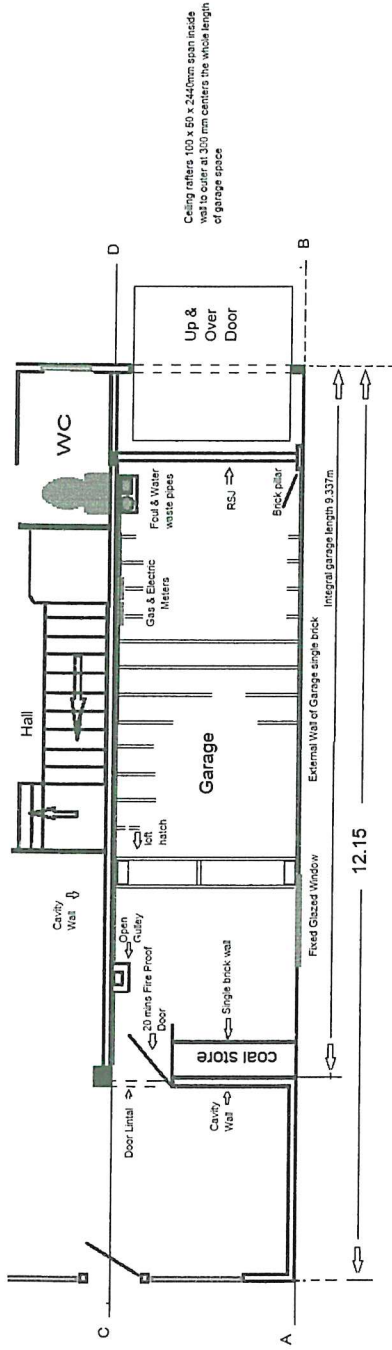 Ceiling rafters 100 x 50 x 2440mm span inside
wall to outer at 300 mm centers the whole length
of garage space
D
B
C
A
WC
Up &
Over
Door
Hall
Foul & Water
waste pipes
RSJ
Brick pillar
Gas & Electric
Meters
Garage
loft
hatch
Cavity
Wall
Open
Gulley
20 mins Fire Proof
Door
Single brick wall
coal store
Door Lintal
Cavity
Wall
Fixed Glazed Window
External Wall of Garage single brick
Integral garage length 9.337m
12.15